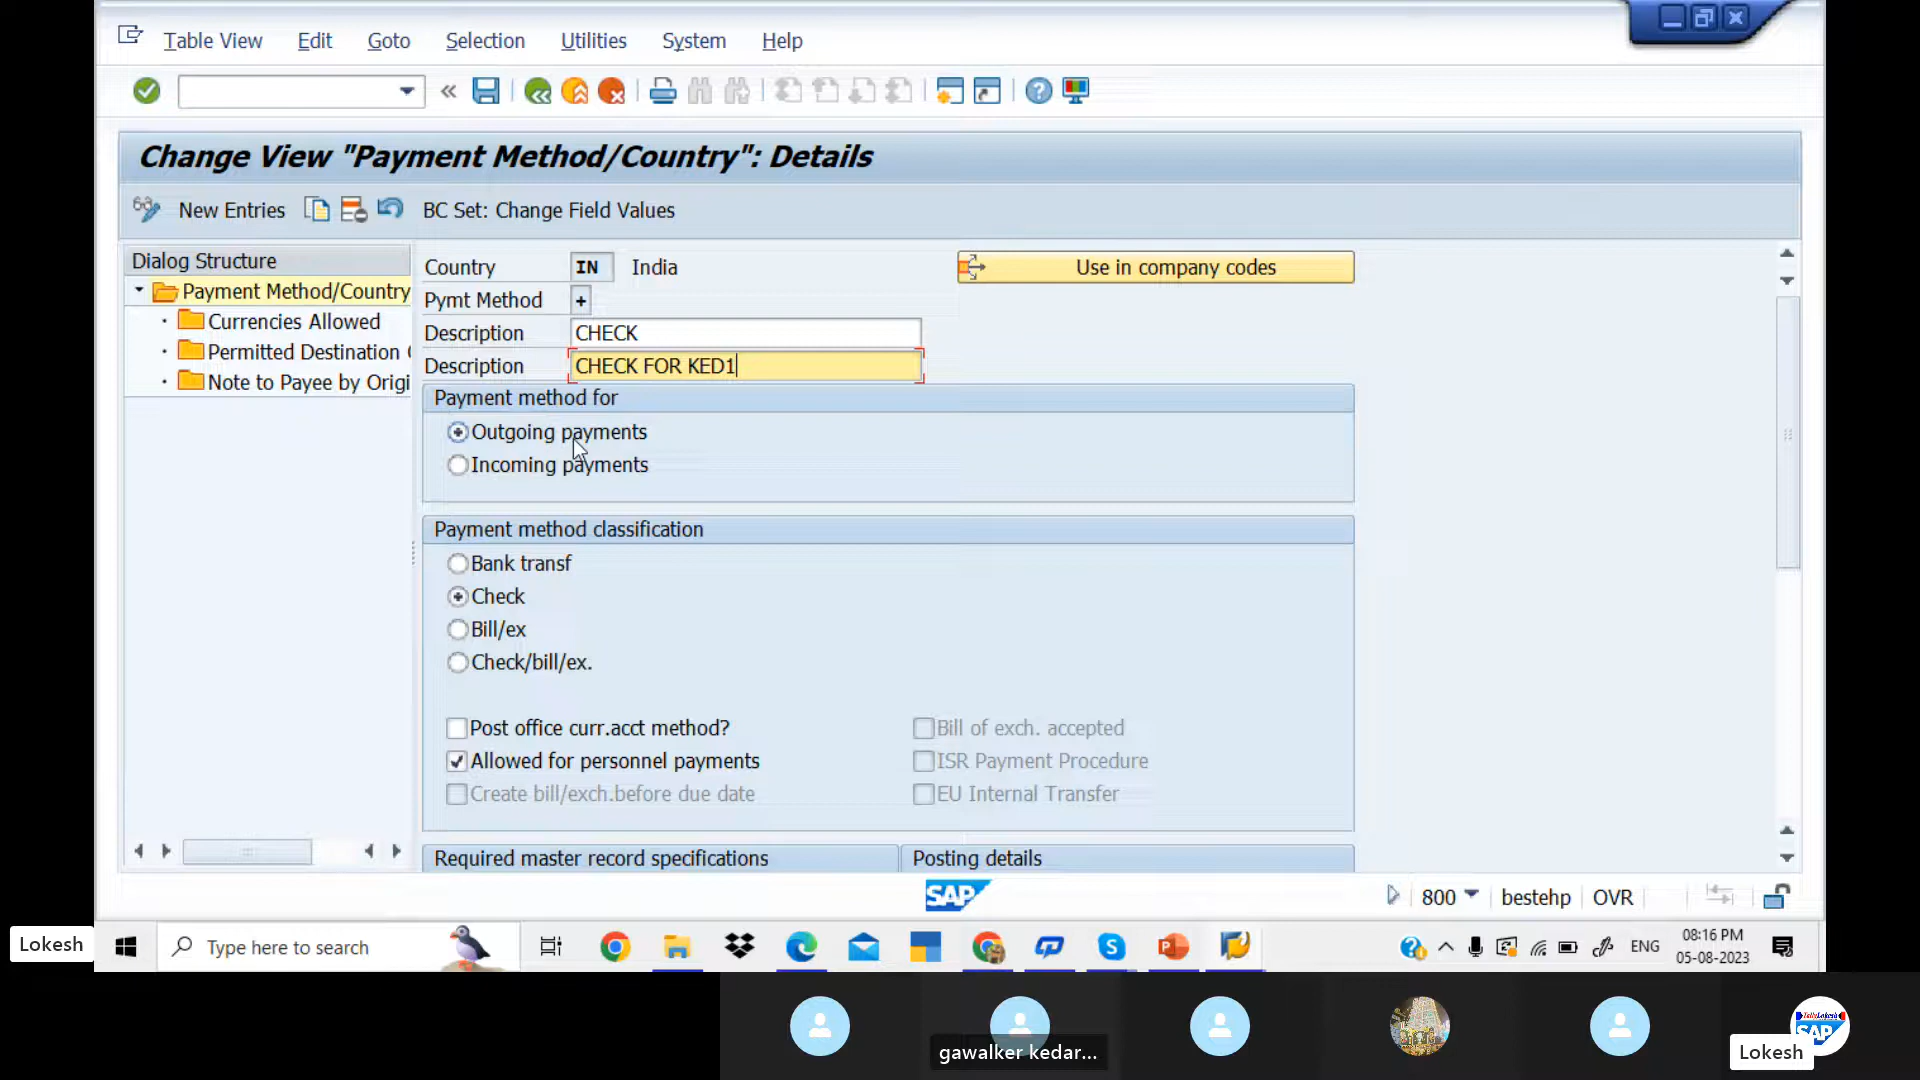 Table View Edit Goto Selection Utilities System Help
Change View "Payment Method/Country": Details
New Entries BC Set: Change Field Values
Dialog Structure
Payment Method/Country
Currencies Allowed
Permitted Destination
Note to Payee by Origi
Country IN India Use in company codes
Pymt Method +
Description CHECK
Description CHECK FOR KED1
Payment method for
Outgoing payments
Incoming payments
Payment method classification
Bank transf
Check
Bill/ex
Check/bill/ex.
Post office curr.acct method? Bill of exch. accepted
Allowed for personnel payments ISR Payment Procedure
Create bill/exch.before due date EU Internal Transfer
Required master record specifications Posting details
SAP 800 bestehp OVR
Lokesh
Type here to search
ENG
08:16 PM
05-08-2023
gawalker kedar...
SAP
Lokesh